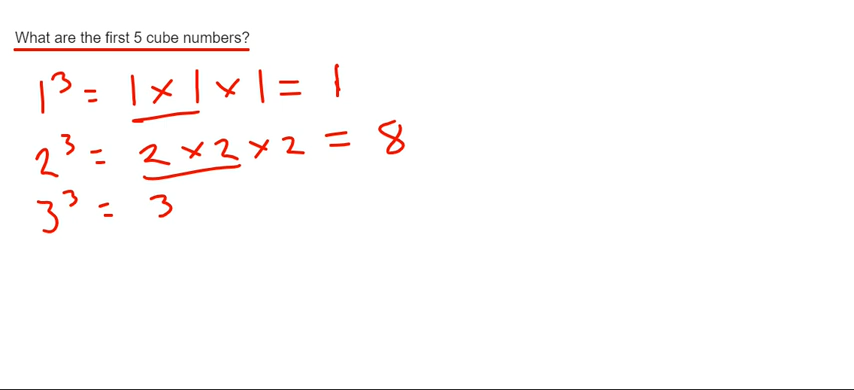 What are the first 5 cube numbers?
1³ = 1 × 1 × 1 = 1
2³ = 2 × 2 × 2 = 8
3³ = 3